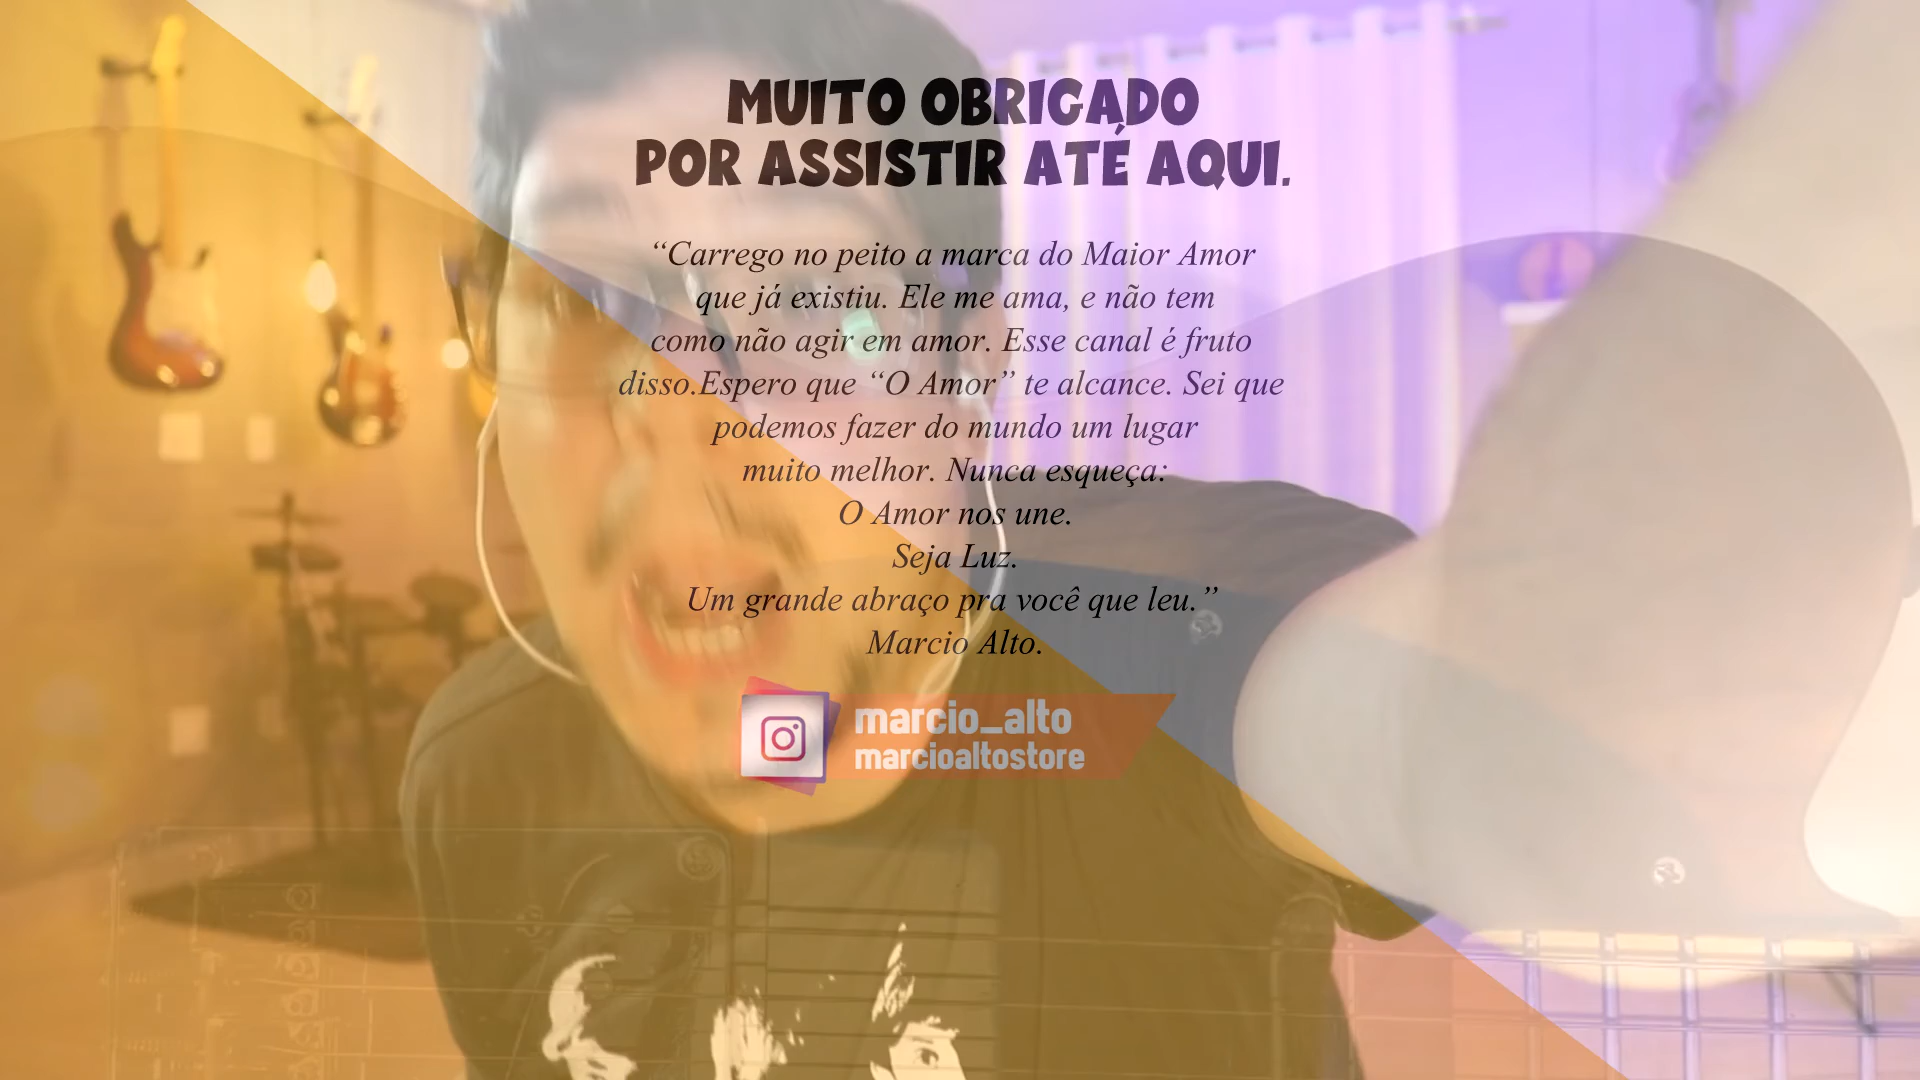 MUITO OBRIGADO
POR ASSISTIR ATÉ AQUI.
“Carrego no peito a marca do Maior Amor
que já existiu. Ele me ama, e não tem
como não agir em amor. Esse canal é fruto
disso.Espero que “O Amor” te alcance. Sei que
podemos fazer do mundo um lugar
muito melhor. Nunca esqueça:
O Amor nos une.
Seja Luz.
Um grande abraço pra você que leu.”
Marcio Alto.
marcio_alto
marcioaltostore